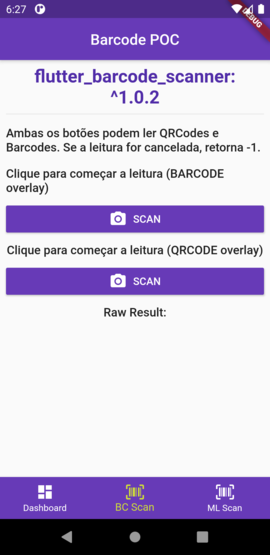 6:27
DEBUG
Barcode POC
flutter_barcode_scanner:
^1.0.2
Ambas os botões podem ler QRCodes e
Barcodes. Se a leitura for cancelada, retorna -1.
Clique para começar a leitura (BARCODE
overlay)
SCAN
Clique para começar a leitura (QRCODE overlay)
SCAN
Raw Result:
Dashboard
BC Scan
ML Scan